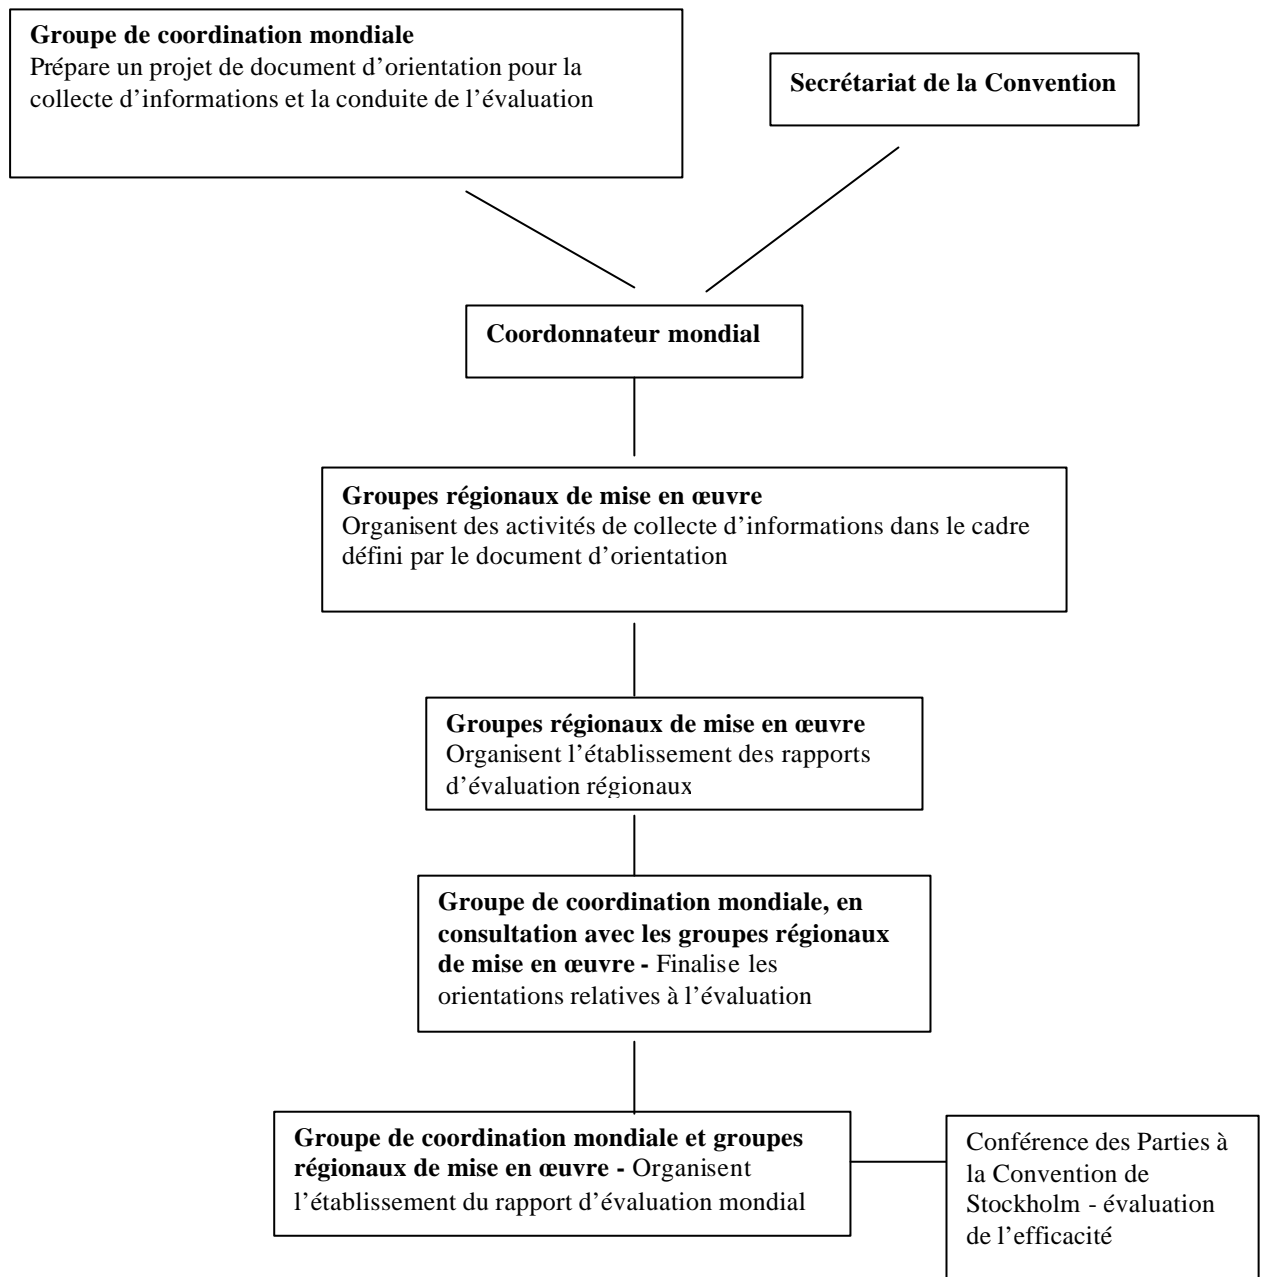 Groupe de coordination mondiale
Prépare un projet de document d’orientation pour la
collecte d’informations et la conduite de l’évaluation
Secrétariat de la Convention
Coordonnateur mondial
Groupes régionaux de mise en œuvre
Organisent des activités de collecte d’informations dans le cadre
défini par le document d’orientation
Groupes régionaux de mise en œuvre
Organisent l’établissement des rapports
d’évaluation régionaux
Groupe de coordination mondiale, en
consultation avec les groupes régionaux
de mise en œuvre - Finalise les
orientations relatives à l’évaluation
Groupe de coordination mondiale et groupes
régionaux de mise en œuvre - Organisent
l’établissement du rapport d’évaluation mondial
Conférence des Parties à
la Convention de
Stockholm - évaluation
de l’efficacité